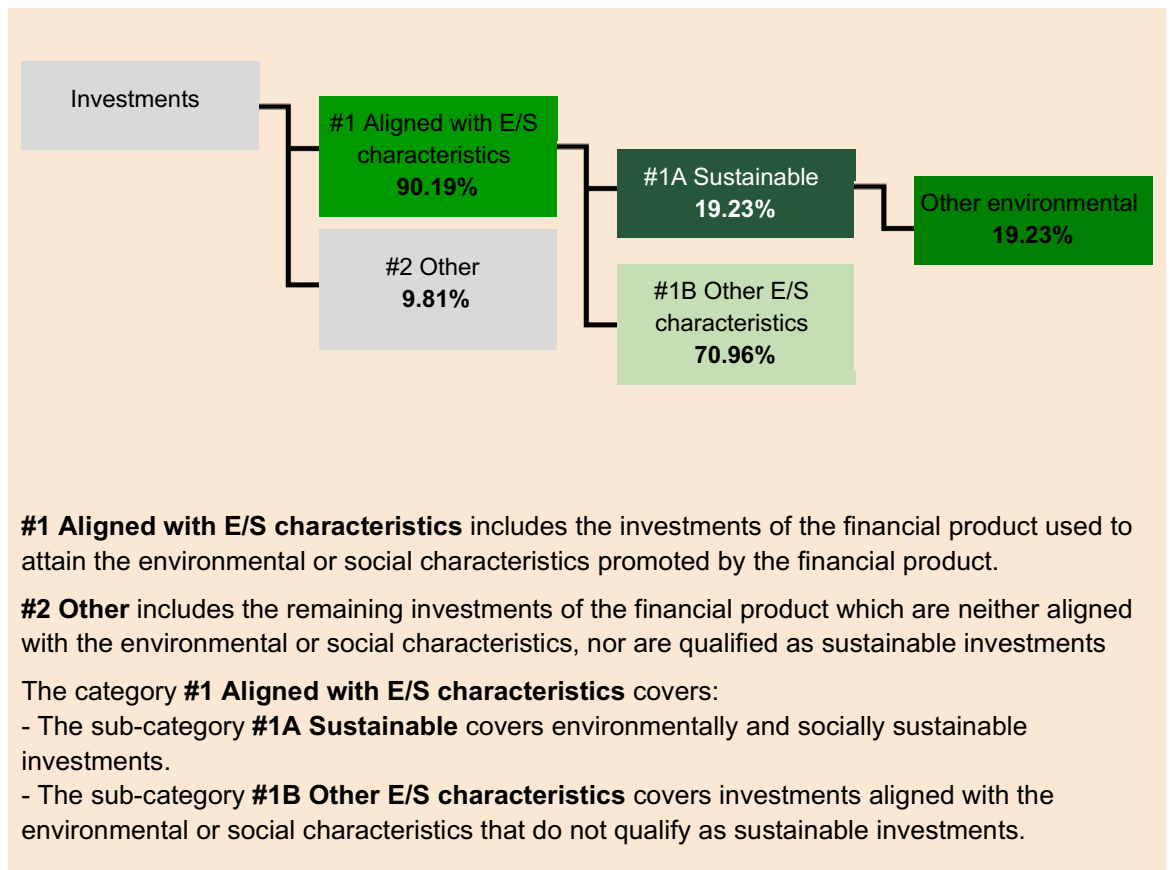 Investments
#1 Aligned with E/S
characteristics
90.19%
#2 Other
9.81%
#1A Sustainable
19.23%
#1B Other E/S
characteristics
70.96%
Other environmental
19.23%
#1 Aligned with E/S characteristics includes the investments of the financial product used to
attain the environmental or social characteristics promoted by the financial product.
#2 Other includes the remaining investments of the financial product which are neither aligned
with the environmental or social characteristics, nor are qualified as sustainable investments
The category #1 Aligned with E/S characteristics covers:
- The sub-category #1A Sustainable covers environmentally and socially sustainable
investments.
- The sub-category #1B Other E/S characteristics covers investments aligned with the
environmental or social characteristics that do not qualify as sustainable investments.